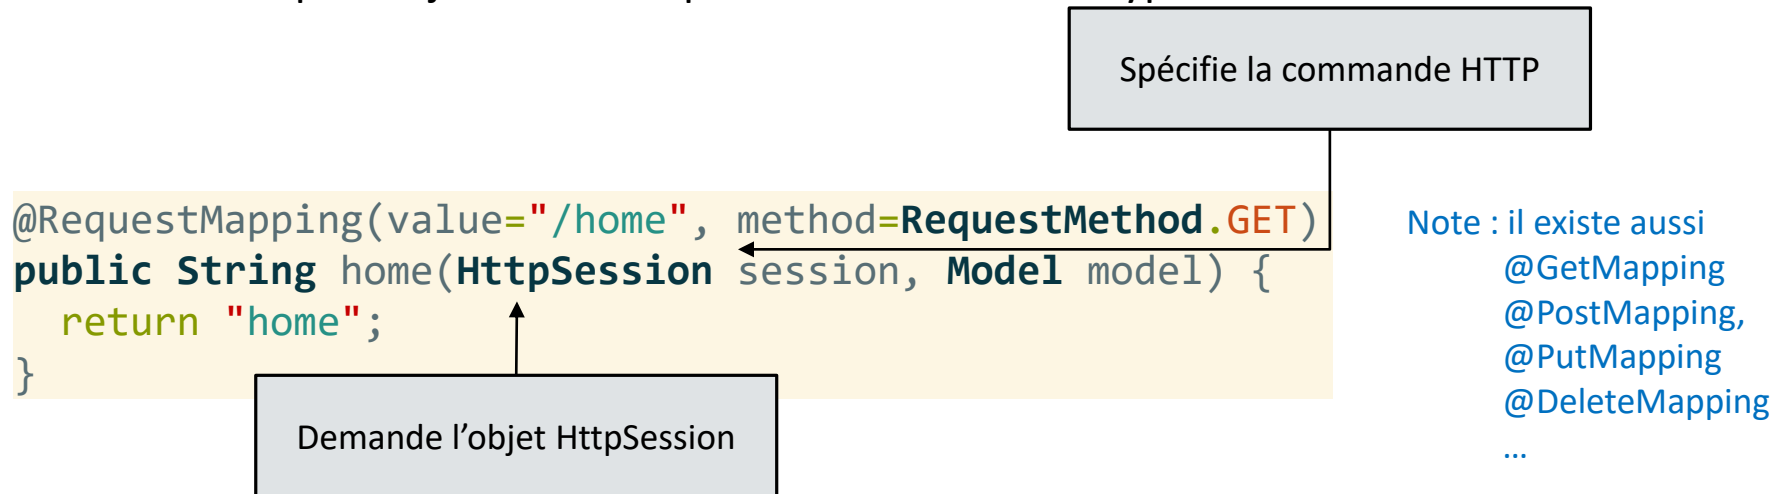 Spécifie la commande HTTP
@RequestMapping(value="/home", method=RequestMethod.GET)
public String home(HttpSession session, Model model) {
return "home";
}
Demande l’objet HttpSession
Note : il existe aussi
@GetMapping
@PostMapping,
@PutMapping
@DeleteMapping
...